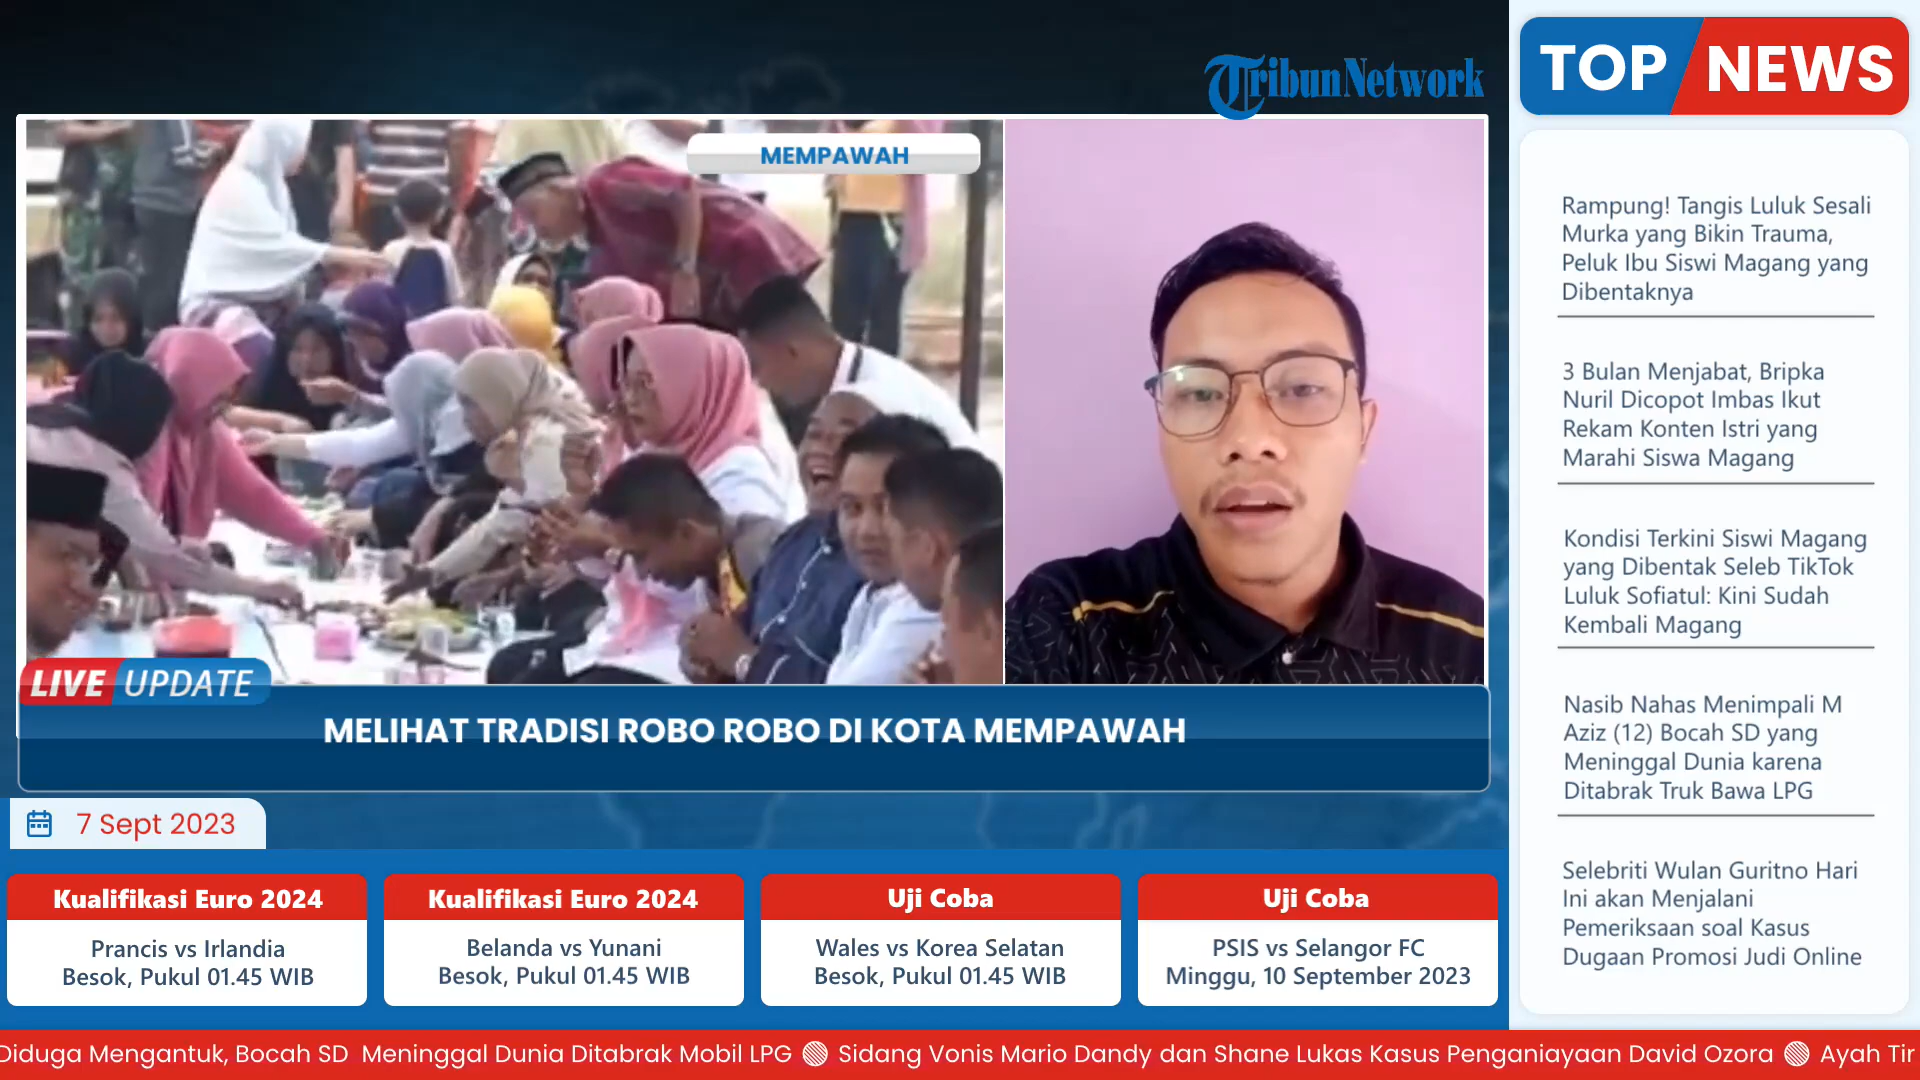 TribunNetwork
MEMPAWAH
LIVE UPDATE
MELIHAT TRADISI ROBO ROBO DI KOTA MEMPAWAH
7 Sept 2023
Kualifikasi Euro 2024
Prancis vs Irlandia
Besok, Pukul 01.45 WIB
Kualifikasi Euro 2024
Belanda vs Yunani
Besok, Pukul 01.45 WIB
Uji Coba
Wales vs Korea Selatan
Besok, Pukul 01.45 WIB
Uji Coba
PSIS vs Selangor FC
Minggu, 10 September 2023
TOP NEWS
Rampung! Tangis Luluk Sesali
Murka yang Bikin Trauma,
Peluk Ibu Siswi Magang yang
Dibentaknya
3 Bulan Menjabat, Bripka
Nuril Dicopot Imbas Ikut
Rekam Konten Istri yang
Marahi Siswa Magang
Kondisi Terkini Siswi Magang
yang Dibentak Seleb TikTok
Luluk Sofiatul: Kini Sudah
Kembali Magang
Nasib Nahas Menimpali M
Aziz (12) Bocah SD yang
Meninggal Dunia karena
Ditabrak Truk Bawa LPG
Selebriti Wulan Guritno Hari
Ini akan Menjalani
Pemeriksaan soal Kasus
Dugaan Promosi Judi Online
Diduga Mengantuk, Bocah SD  Meninggal Dunia Ditabrak Mobil LPG Sidang Vonis Mario Dandy dan Shane Lukas Kasus Penganiayaan David Ozora Ayah Tir